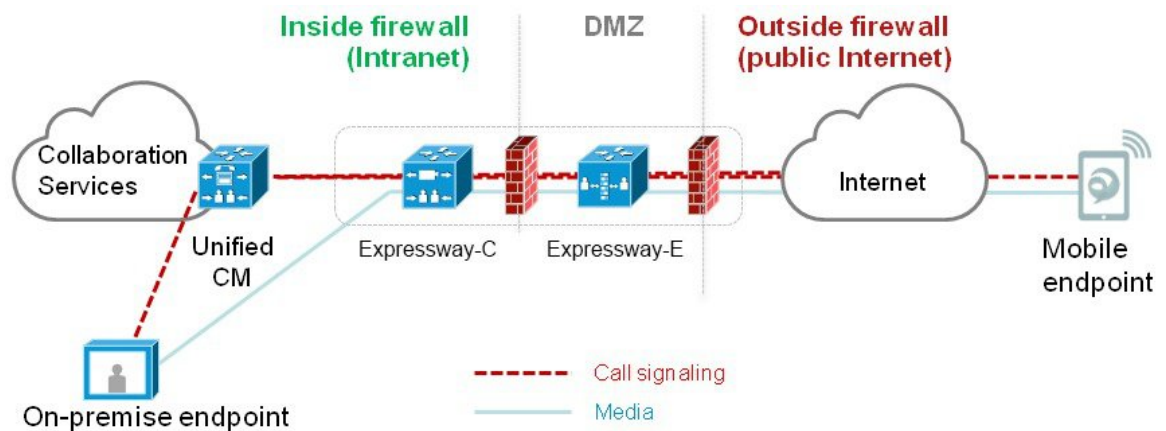 Inside firewall
(Intranet)
DMZ
Outside firewall
(public Internet)
Collaboration
Services
Unified
CM
Expressway-C
Expressway-E
Internet
Mobile
endpoint
On-premise endpoint
Call signaling
Media